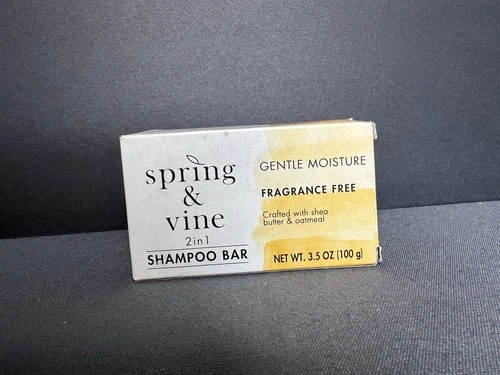 spring
&
vine
2in1
SHAMPOO BAR
GENTLE MOISTURE
FRAGRANCE FREE
Crafted with shea
butter & oatmeal
NET WT. 3.5 OZ (100 g)